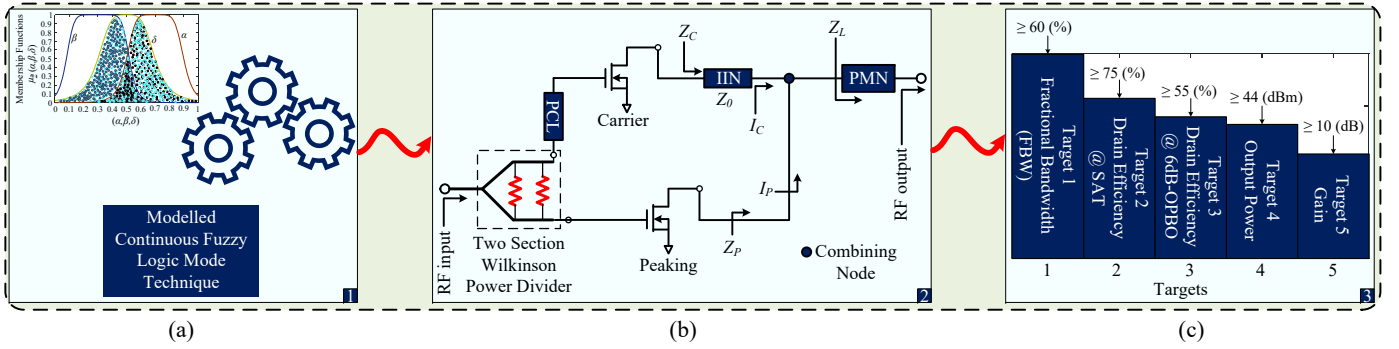 Membership Functions
μₐ (α,β,δ)
1
0.9
0.8
0.7
0.6
0.5
0.4
0.3
0.2
0.1
0
β
δ
α
0 0.1 0.2 0.3 0.4 0.5 0.6 0.7 0.8 0.9 1
(α,β,δ)
Modelled
Continuous Fuzzy
Logic Mode
Technique
1
(a)
RF input
Two Section
Wilkinson
Power Divider
PCL
Carrier
Peaking
Z_C
IIN
Z_0
I_C
Z_L
PMN
RF output
I_P
Z_P
Combining
Node
2
(b)
≥ 60 (%)
≥ 75 (%)
≥ 55 (%)
≥ 44 (dBm)
≥ 10 (dB)
Target 1
Fractional Bandwidth
(FBW)
Target 2
Drain Efficiency
@ SAT
Target 3
Drain Efficiency
@ 6dB-OPBO
Target 4
Output Power
Target 5
Gain
1 2 3 4 5
Targets
3
(c)